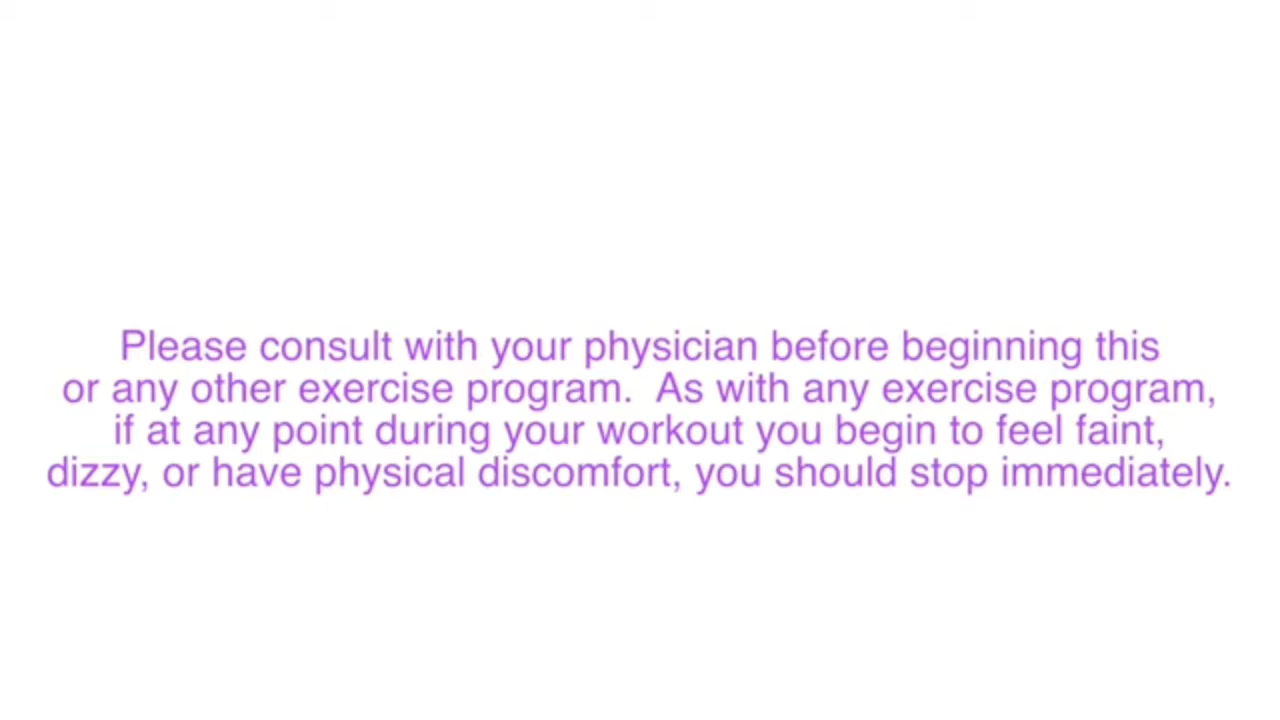 Please consult with your physician before beginning this
or any other exercise program.  As with any exercise program,
if at any point during your workout you begin to feel faint,
dizzy, or have physical discomfort, you should stop immediately.